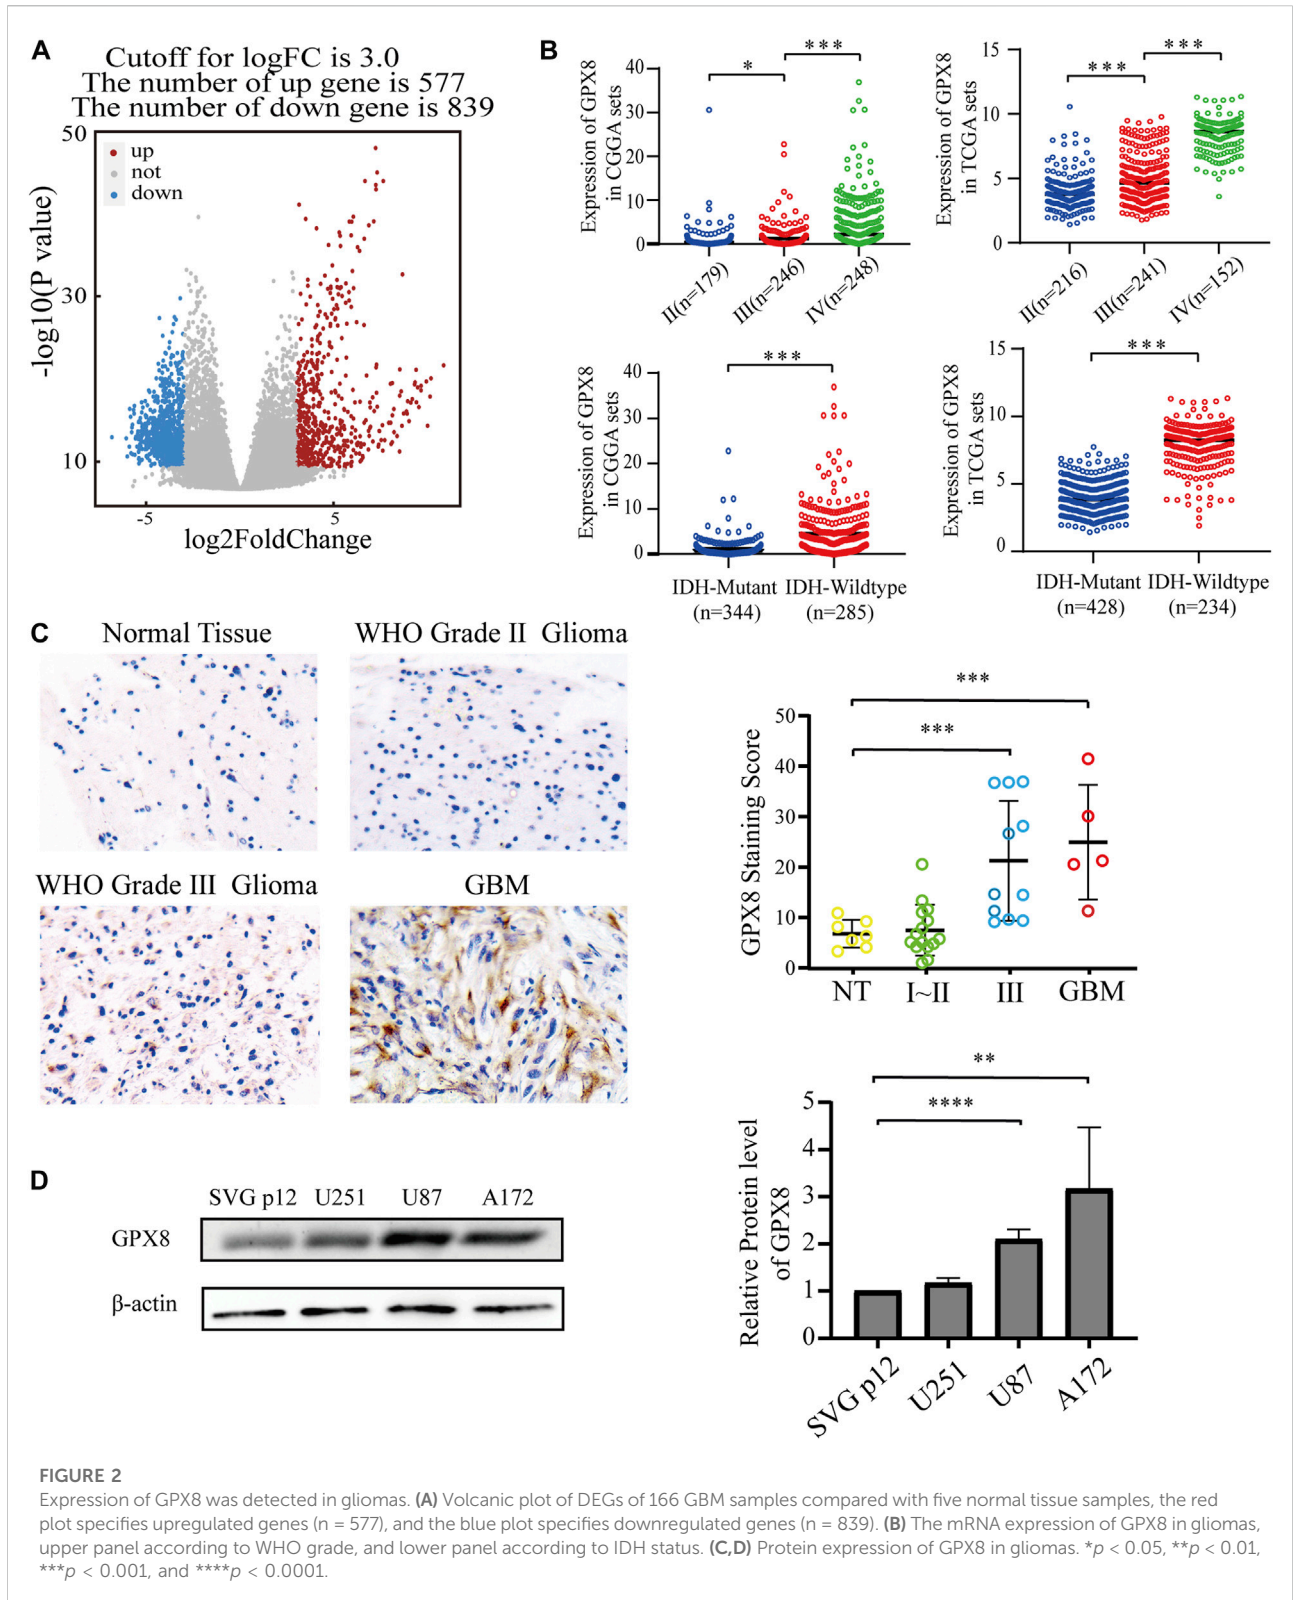 A
Cutoff for logFC is 3.0
The number of up gene is 577
The number of down gene is 839
50
30
10
-5
5
up
not
down
-log10(P value)
log2FoldChange
B
Expression of GPX8
in CGGA sets
40
30
20
10
0
*
***
II(n=179)
III(n=246)
IV(n=248)
Expression of GPX8
in TCGA sets
15
10
5
0
***
***
II(n=216)
III(n=241)
IV(n=152)
Expression of GPX8
in CGGA sets
40
30
20
10
0
***
IDH-Mutant
(n=344)
IDH-Wildtype
(n=285)
Expression of GPX8
in TCGA sets
15
10
5
0
***
IDH-Mutant
(n=428)
IDH-Wildtype
(n=234)
C
Normal Tissue
WHO Grade II Glioma
WHO Grade III Glioma
GBM
GPX8 Staining Score
50
40
30
20
10
0
***
***
NT
I~II
III
GBM
D
SVG p12 U251 U87 A172
GPX8
β-actin
Relative Protein level
of GPX8
5
4
3
2
1
0
**
****
SVG p12
U251
U87
A172
FIGURE 2
Expression of GPX8 was detected in gliomas. (A) Volcanic plot of DEGs of 166 GBM samples compared with five normal tissue samples, the red
plot specifies upregulated genes (n = 577), and the blue plot specifies downregulated genes (n = 839). (B) The mRNA expression of GPX8 in gliomas,
upper panel according to WHO grade, and lower panel according to IDH status. (C,D) Protein expression of GPX8 in gliomas. *p < 0.05, **p < 0.01,
***p < 0.001, and ****p < 0.0001.